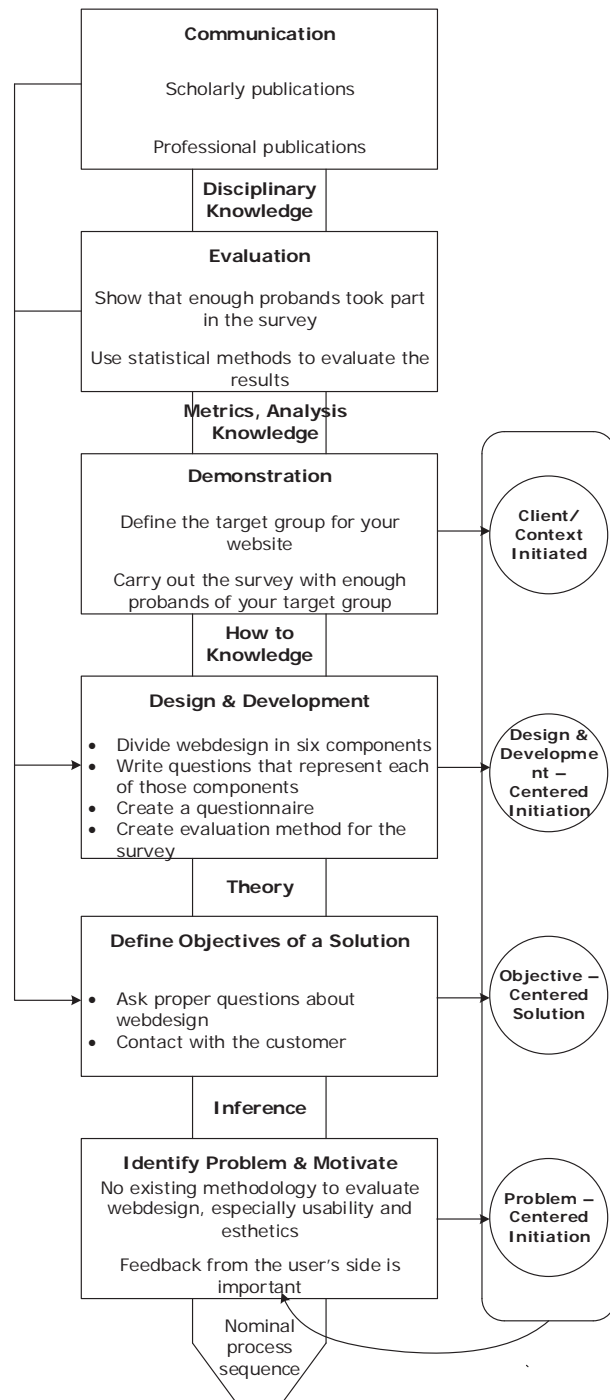 Communication
Scholarly publications
Professional publications
Disciplinary
Knowledge
Evaluation
Show that enough probands took part
in the survey
Use statistical methods to evaluate the
results
Metrics, Analysis
Knowledge
Demonstration
Define the target group for your
website
Carry out the survey with enough
probands of your target group
Client/
Context
Initiated
How to
Knowledge
Design & Development
• Divide webdesign in six components
• Write questions that represent each
of those components
• Create a questionnaire
• Create evaluation method for the
survey
Design &
Developme
nt –
Centered
Initiation
Theory
Define Objectives of a Solution
• Ask proper questions about
webdesign
• Contact with the customer
Objective –
Centered
Solution
Inference
Identify Problem & Motivate
No existing methodology to evaluate
webdesign, especially usability and
esthetics
Feedback from the user's side is
important
Problem –
Centered
Initiation
Nominal
process
sequence